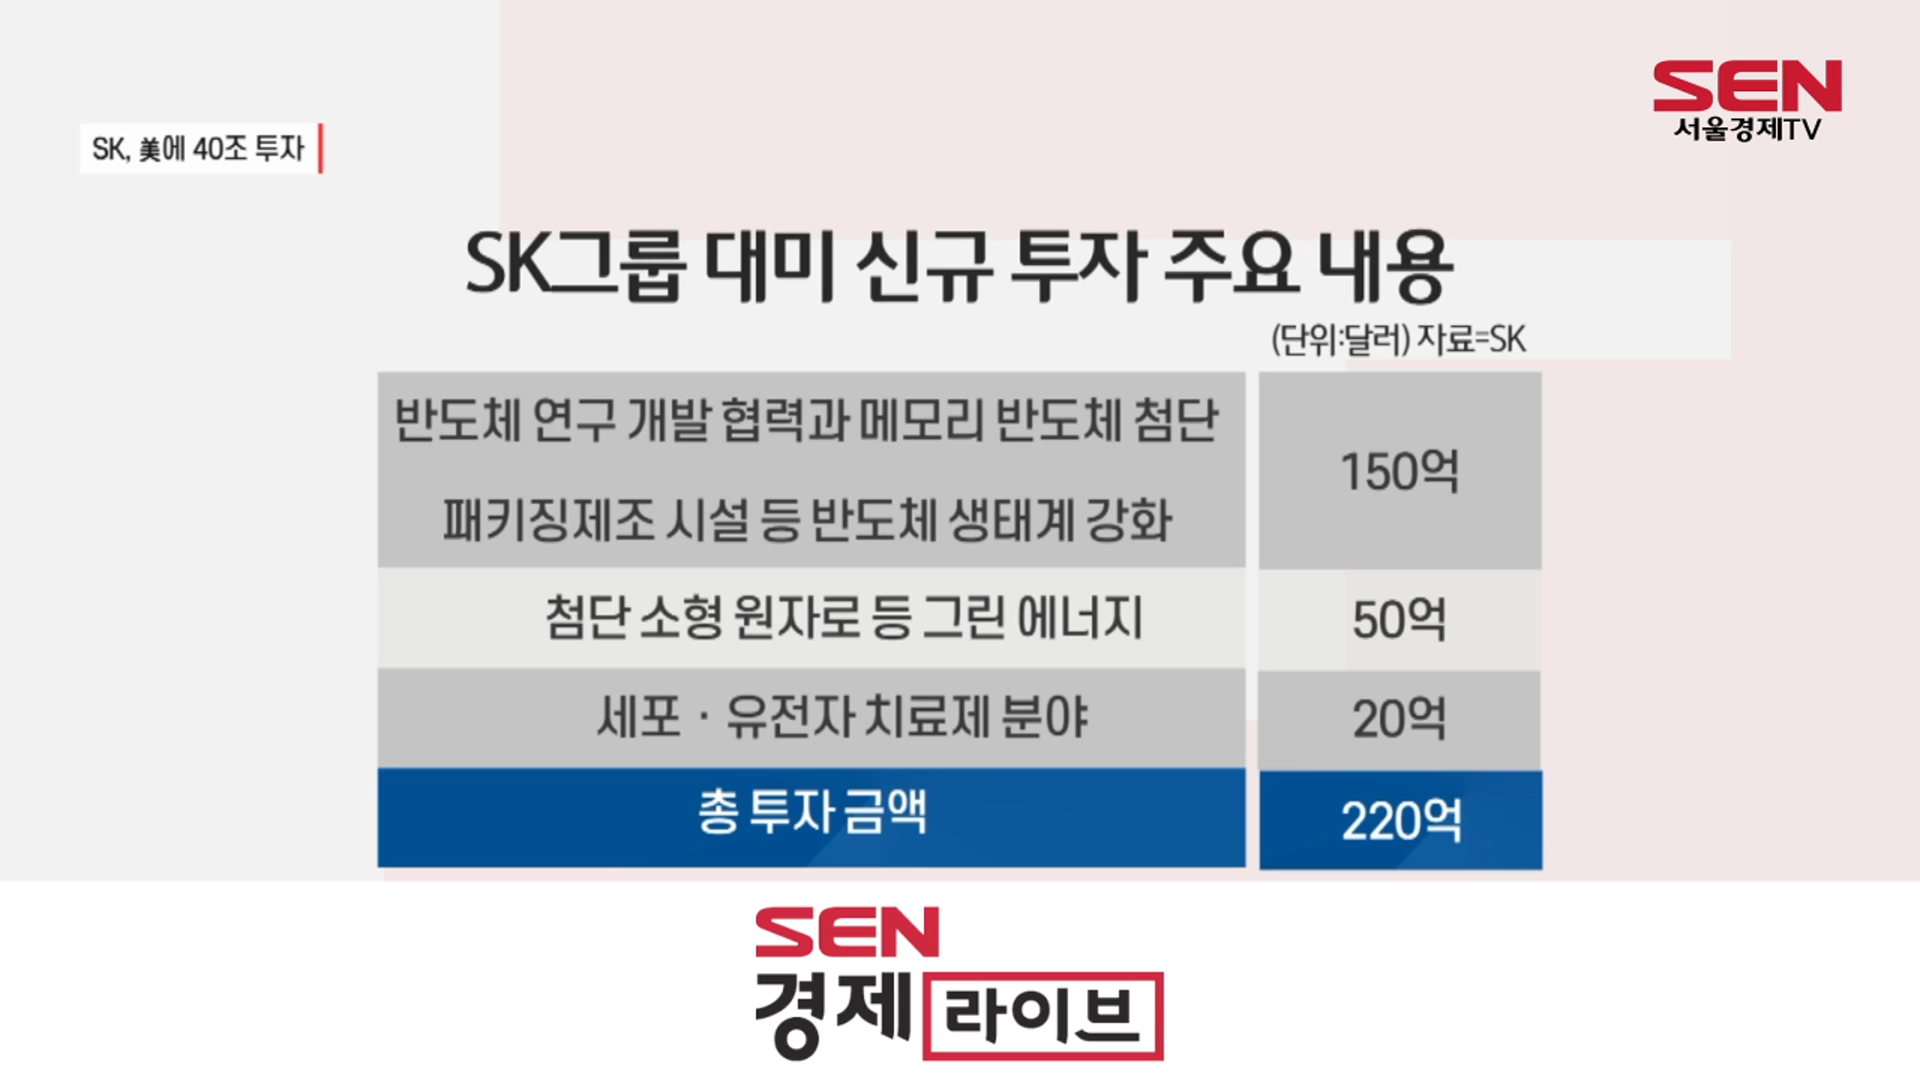 SEN
서울경제TV
SK, 美에 40조 투자
SK그룹 대미 신규 투자 주요 내용
(단위:달러) 자료=SK
반도체 연구 개발 협력과 메모리 반도체 첨단
패키징제조 시설 등 반도체 생태계 강화
150억
첨단 소형 원자로 등 그린 에너지
50억
세포 · 유전자 치료제 분야
20억
총 투자 금액
220억
SEN
경제 라이브